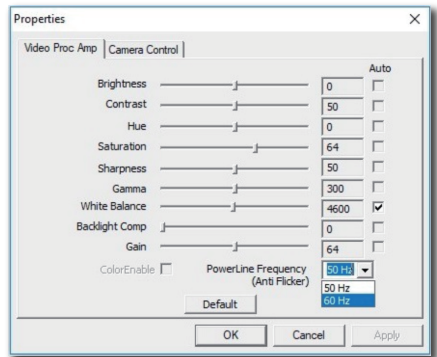 Properties
Video Proc Amp Camera Control
Auto
Brightness 0
Contrast 50
Hue 0
Saturation 64
Sharpness 50
Gamma 300
White Balance 4600
Backlight Comp 0
Gain 64
ColorEnable PowerLine Frequency 50 Hz
(Anti Flicker)
50 Hz
60 Hz
Default
OK Cancel Apply